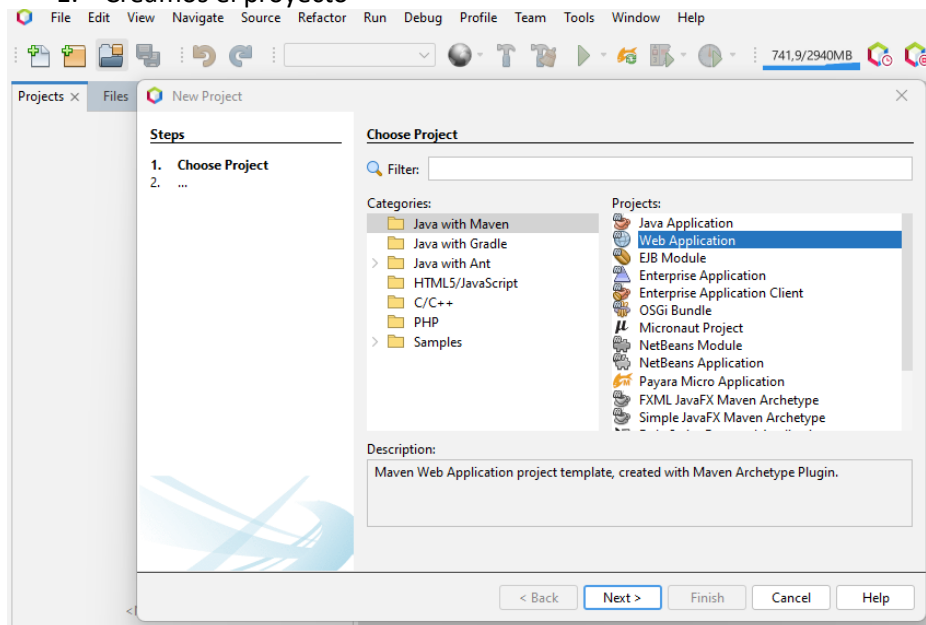 Creamos el proyecto
File Edit View Navigate Source Refactor Run Debug Profile Team Tools Window Help
741,9/2940MB
Projects Files
New Project
Steps
1. Choose Project
2. ...
Choose Project
Filter:
Categories:
Java with Maven
Java with Gradle
Java with Ant
HTML5/JavaScript
C/C++
PHP
Samples
Projects:
Java Application
Web Application
EJB Module
Enterprise Application
Enterprise Application Client
OSGi Bundle
Micronaut Project
NetBeans Module
NetBeans Application
Payara Micro Application
FXML JavaFX Maven Archetype
Simple JavaFX Maven Archetype
Description:
Maven Web Application project template, created with Maven Archetype Plugin.
< Back Next > Finish Cancel Help